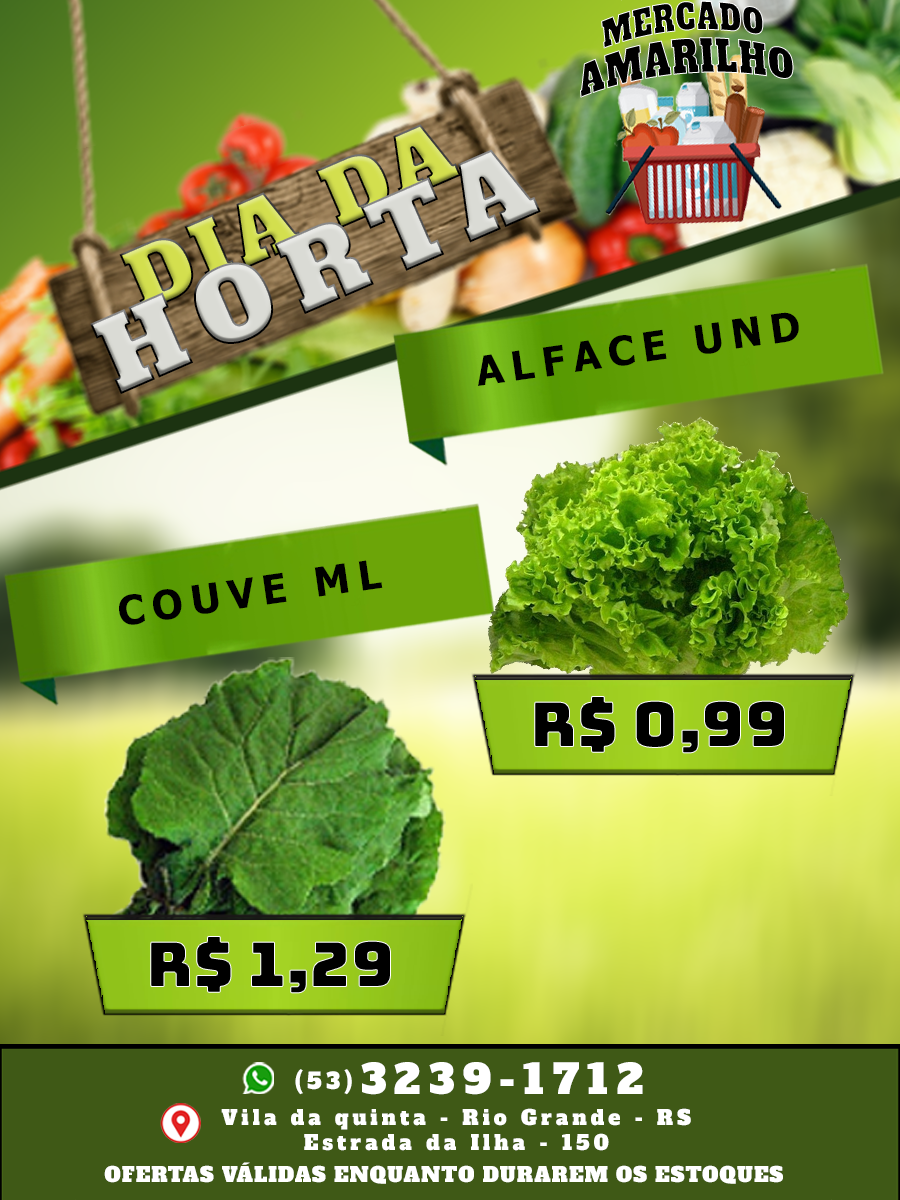 MERCADO
AMARILHO
DIA DA
HORTA
ALFACE UND
R$ 0,99
COUVE ML
R$ 1,29
(53) 3239-1712
Vila da quinta - Rio Grande - RS
Estrada da Ilha - 150
OFERTAS VÁLIDAS ENQUANTO DURAREM OS ESTOQUES